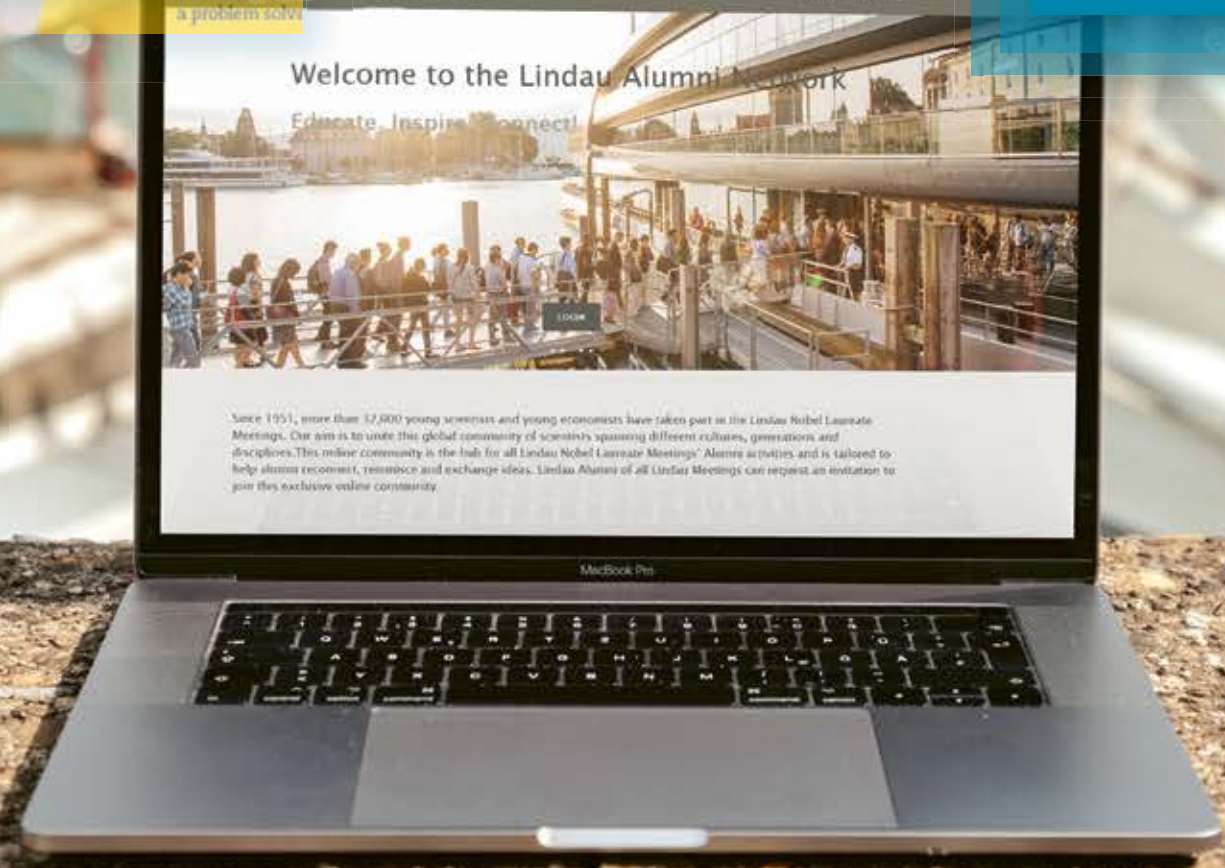 a problem solve
Welcome to the Lindau Alumni Network
Educate. Inspire. Connect!
LOGIN
Since 1951, more than young scientists and young economists have taken part in the Lindau Nobel Laureate
Meetings. Our aim is to unite this global community of scientists spanning different cultures, generations and
disciplines.This online community is the hub for all Lindau Nobel Laureate Meetings' Alumni activities and is tailored to
help alumni reconnect, reminisce and exchange ideas. Lindau Alumni of all Lindau Meetings can request an invitation to
join this exclusive online community.
MacBook Pro
Q W E R T Z U I O P Ü
A S D F G H J K L Ö Ä
Y X C V B N M